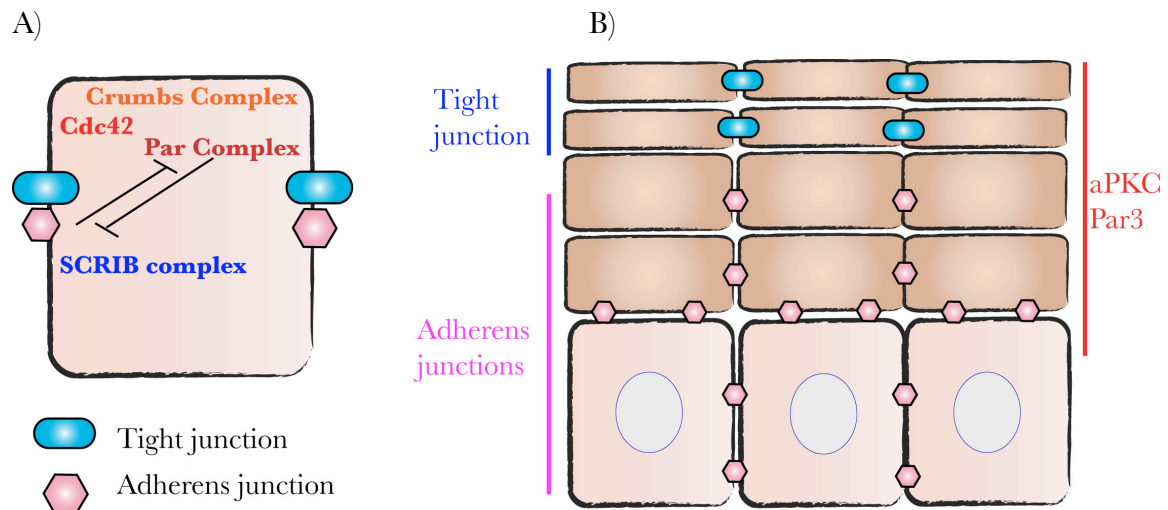 A)
Crumbs Complex
Cdc42
Par Complex
SCRIB complex
Tight junction
Adherens junction
B)
Tight
junction
Adherens
junctions
aPKC
Par3